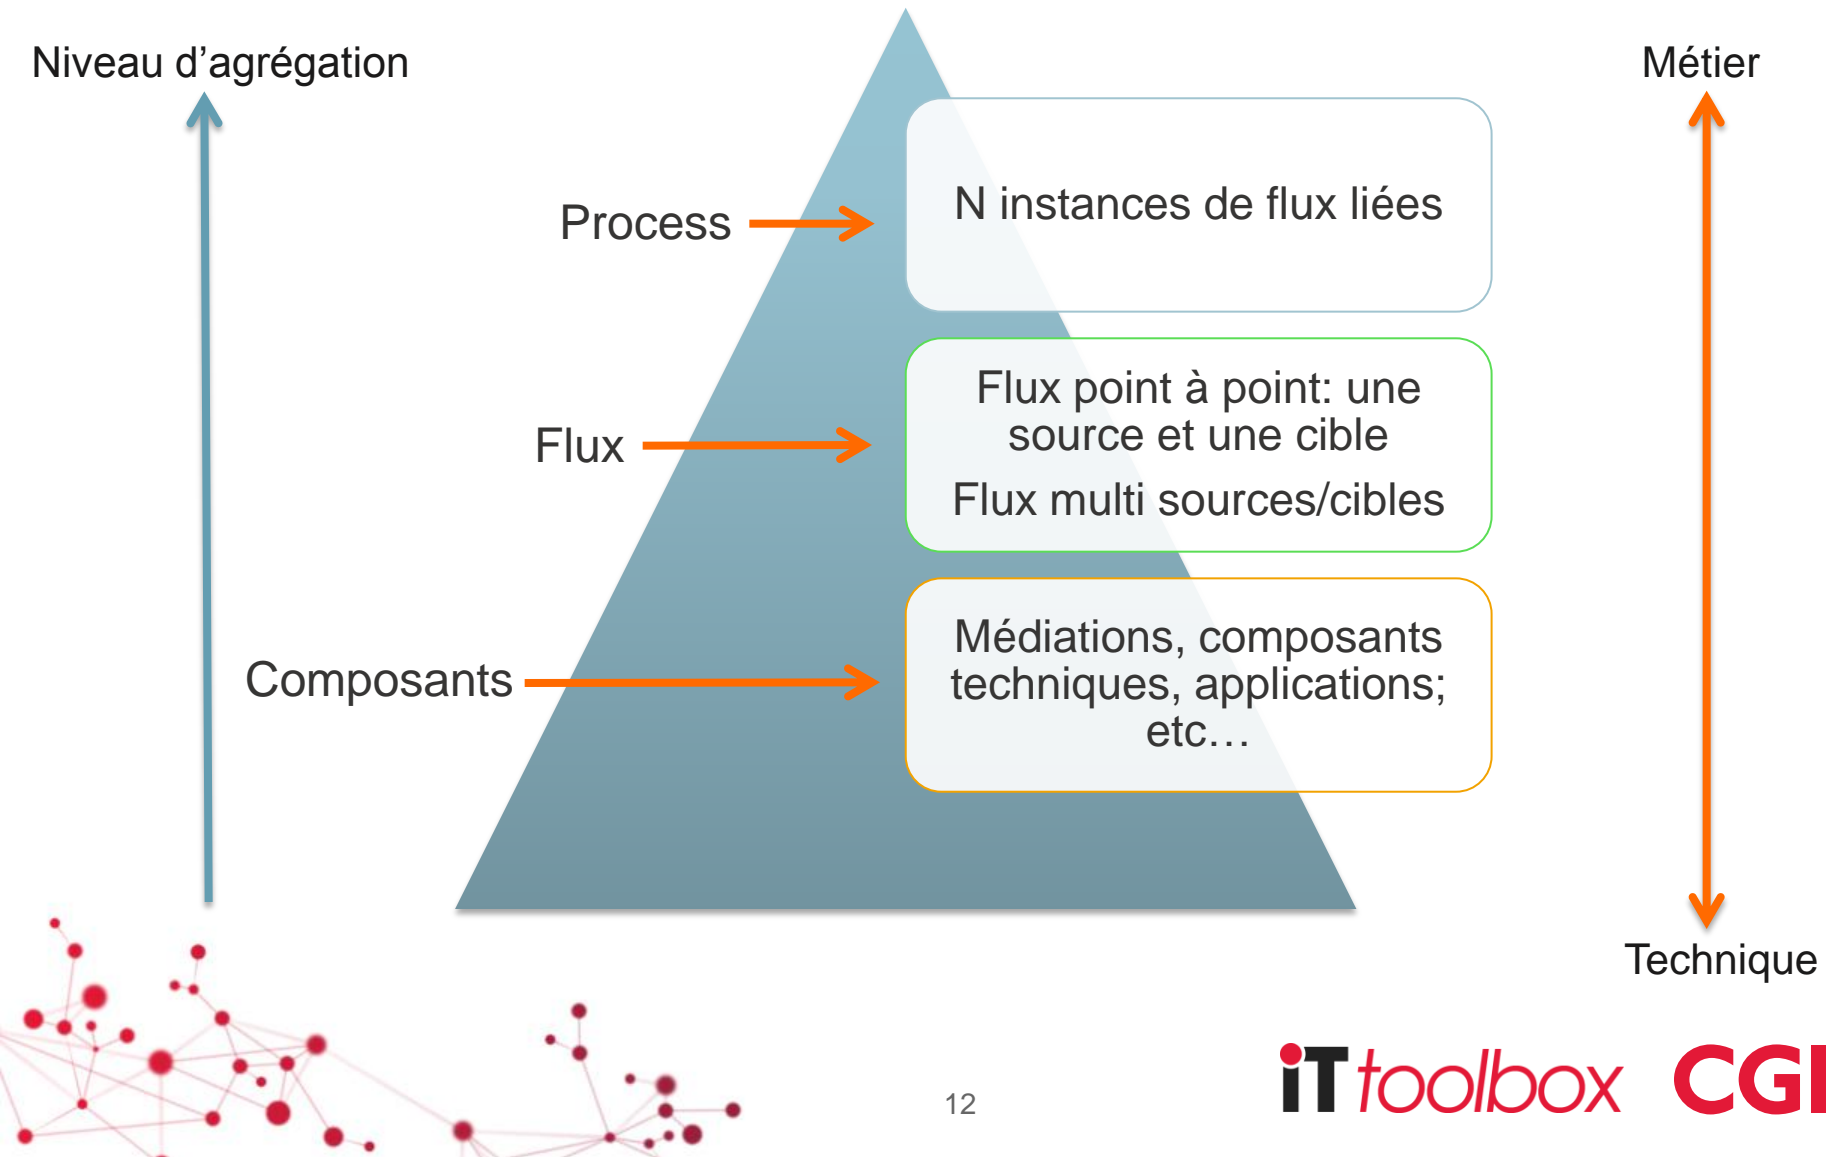 Niveau d’agrégation
Métier
Process
N instances de flux liées
Flux
Flux point à point: une
source et une cible
Flux multi sources/cibles
Composants
Médiations, composants
techniques, applications;
etc…
Technique
12
iT toolbox
CGI